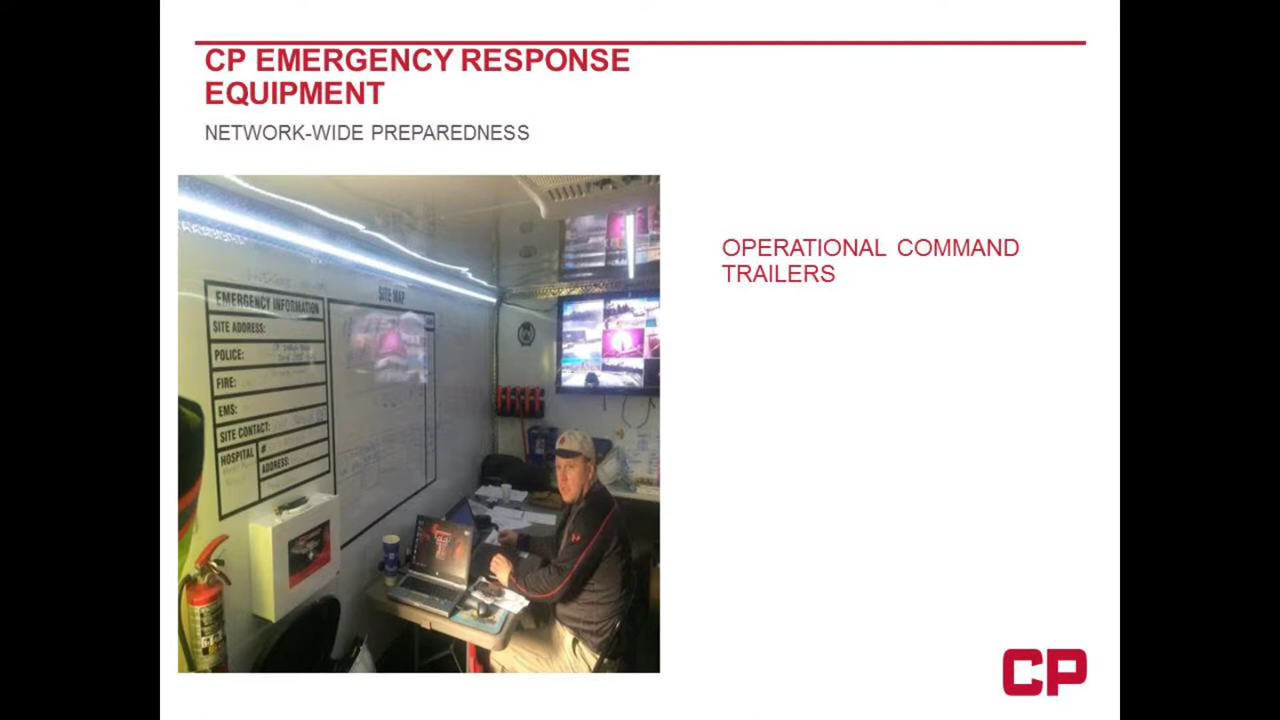 CP EMERGENCY RESPONSE
EQUIPMENT
NETWORK-WIDE PREPAREDNESS
OPERATIONAL COMMAND
TRAILERS
EMERGENCY INFORMATION
SITE MAP
SITE ADDRESS:
POLICE:
FIRE:
EMS:
SITE CONTACT:
HOSPITAL
#
ADDRESS:
CP